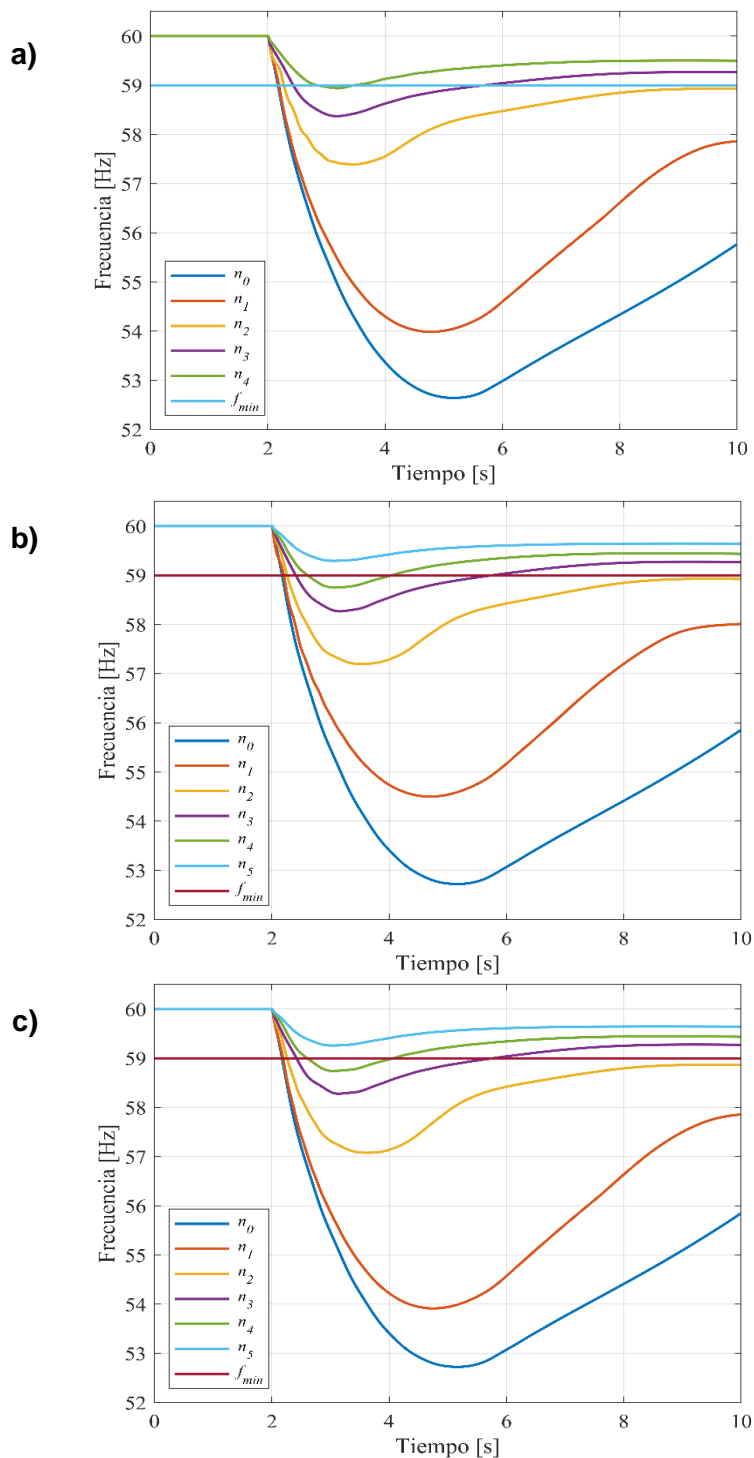 a)
Frecuencia [Hz]
60
59
58
57
56
55
54
53
52
n0
n1
n2
n3
n4
fmin
0 2 4 6 8 10
Tiempo [s]
b)
Frecuencia [Hz]
60
59
58
57
56
55
54
53
52
n0
n1
n2
n3
n4
n5
fmin
0 2 4 6 8 10
Tiempo [s]
c)
Frecuencia [Hz]
60
59
58
57
56
55
54
53
52
n0
n1
n2
n3
n4
n5
fmin
0 2 4 6 8 10
Tiempo [s]